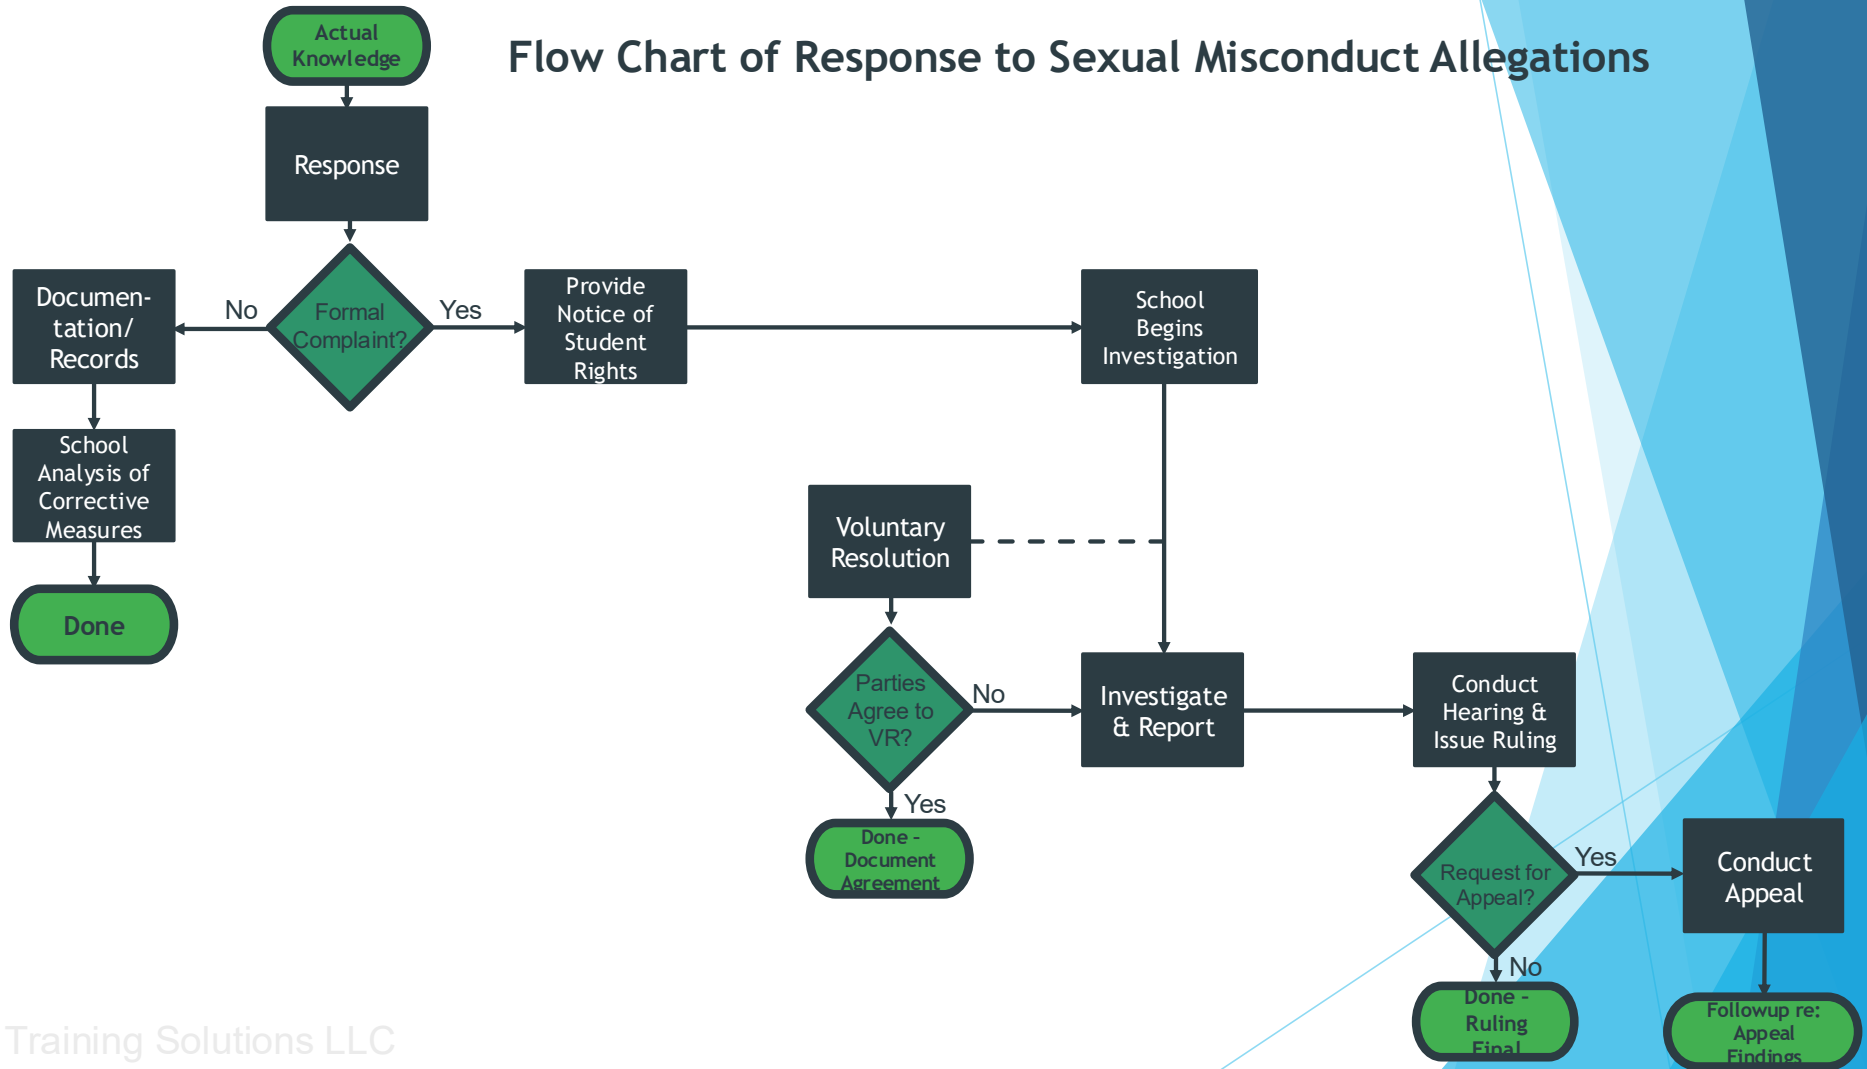 Flow Chart of Response to Sexual Misconduct Allegations
Actual
Knowledge
Response
Formal
Complaint?
No
Yes
Documen-
tation/
Records
School
Analysis of
Corrective
Measures
Done
Provide
Notice of
Student
Rights
School
Begins
Investigation
Voluntary
Resolution
Parties
Agree to
VR?
No
Yes
Done –
Document
Agreement
Investigate
& Report
Conduct
Hearing &
Issue Ruling
Request for
Appeal?
Yes
No
Conduct
Appeal
Done –
Ruling
Final
Followup re:
Appeal
Findings
Training Solutions LLC